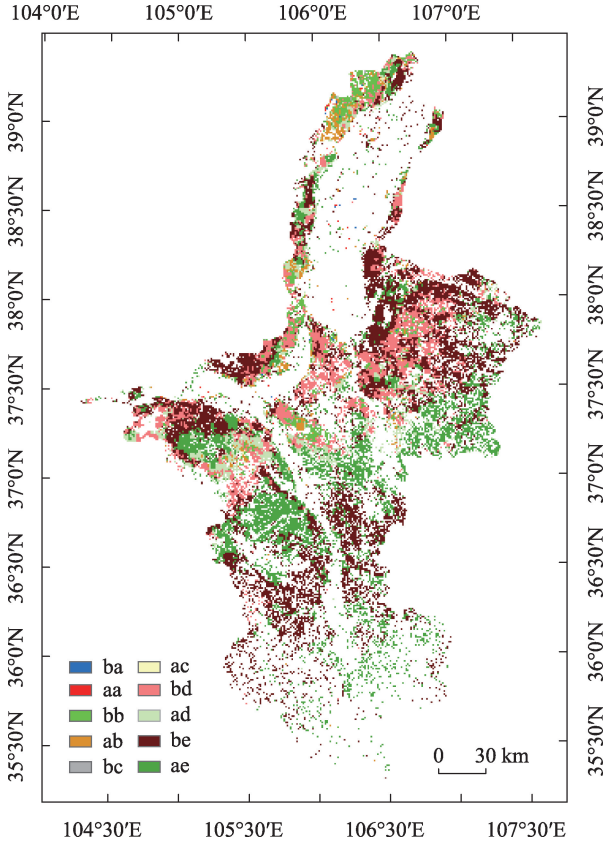 104°0′E 105°0′E 106°0′E 107°0′E
39°0′N 39°0′N
38°30′N 38°30′N
38°0′N 38°0′N
37°30′N 37°30′N
37°0′N 37°0′N
36°30′N 36°30′N
36°0′N 36°0′N
35°30′N 35°30′N
ba ac
aa bd
bb ad
ab be
bc ae
0 30 km
104°30′E 105°30′E 106°30′E 107°30′E